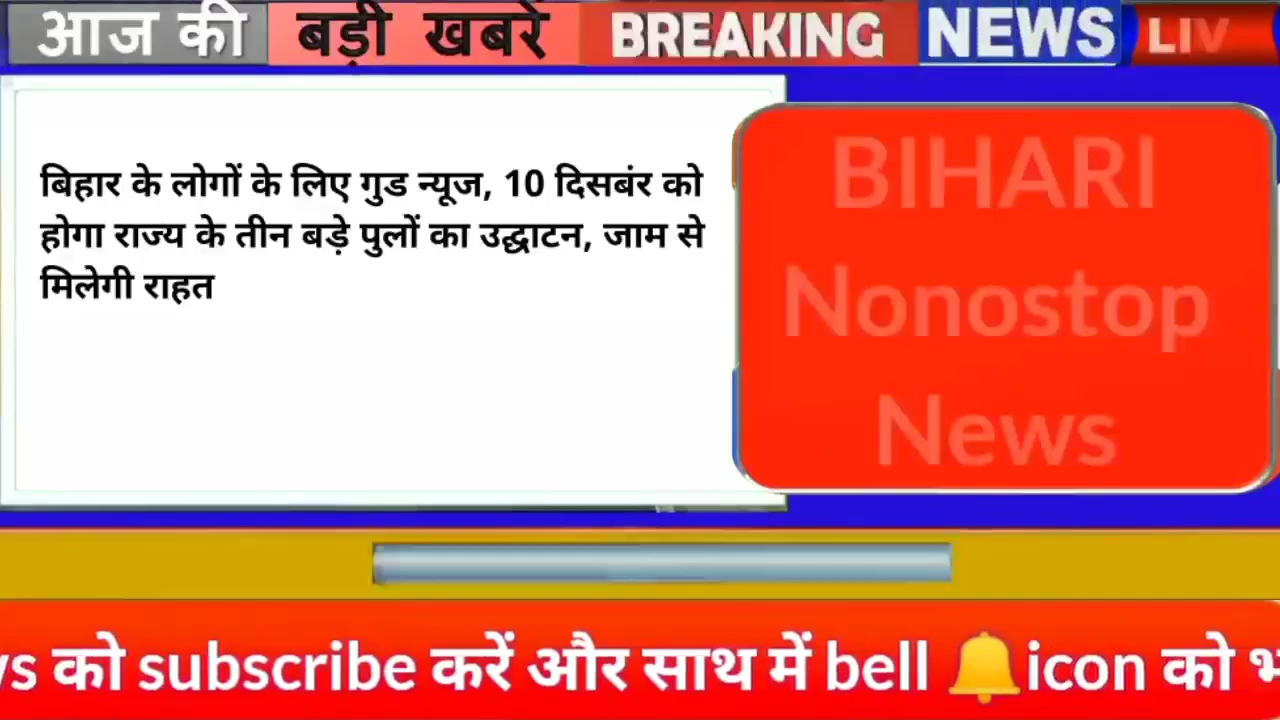 आज की बड़ी खबरें BREAKING NEWS LIV
बिहार के लोगों के लिए गुड न्यूज, 10 दिसबंर को
होगा राज्य के तीन बड़े पुलों का उद्घाटन, जाम से
मिलेगी राहत
BIHARI
Nonostop
News
को subscribe करें और साथ में bell 🔔 icon को